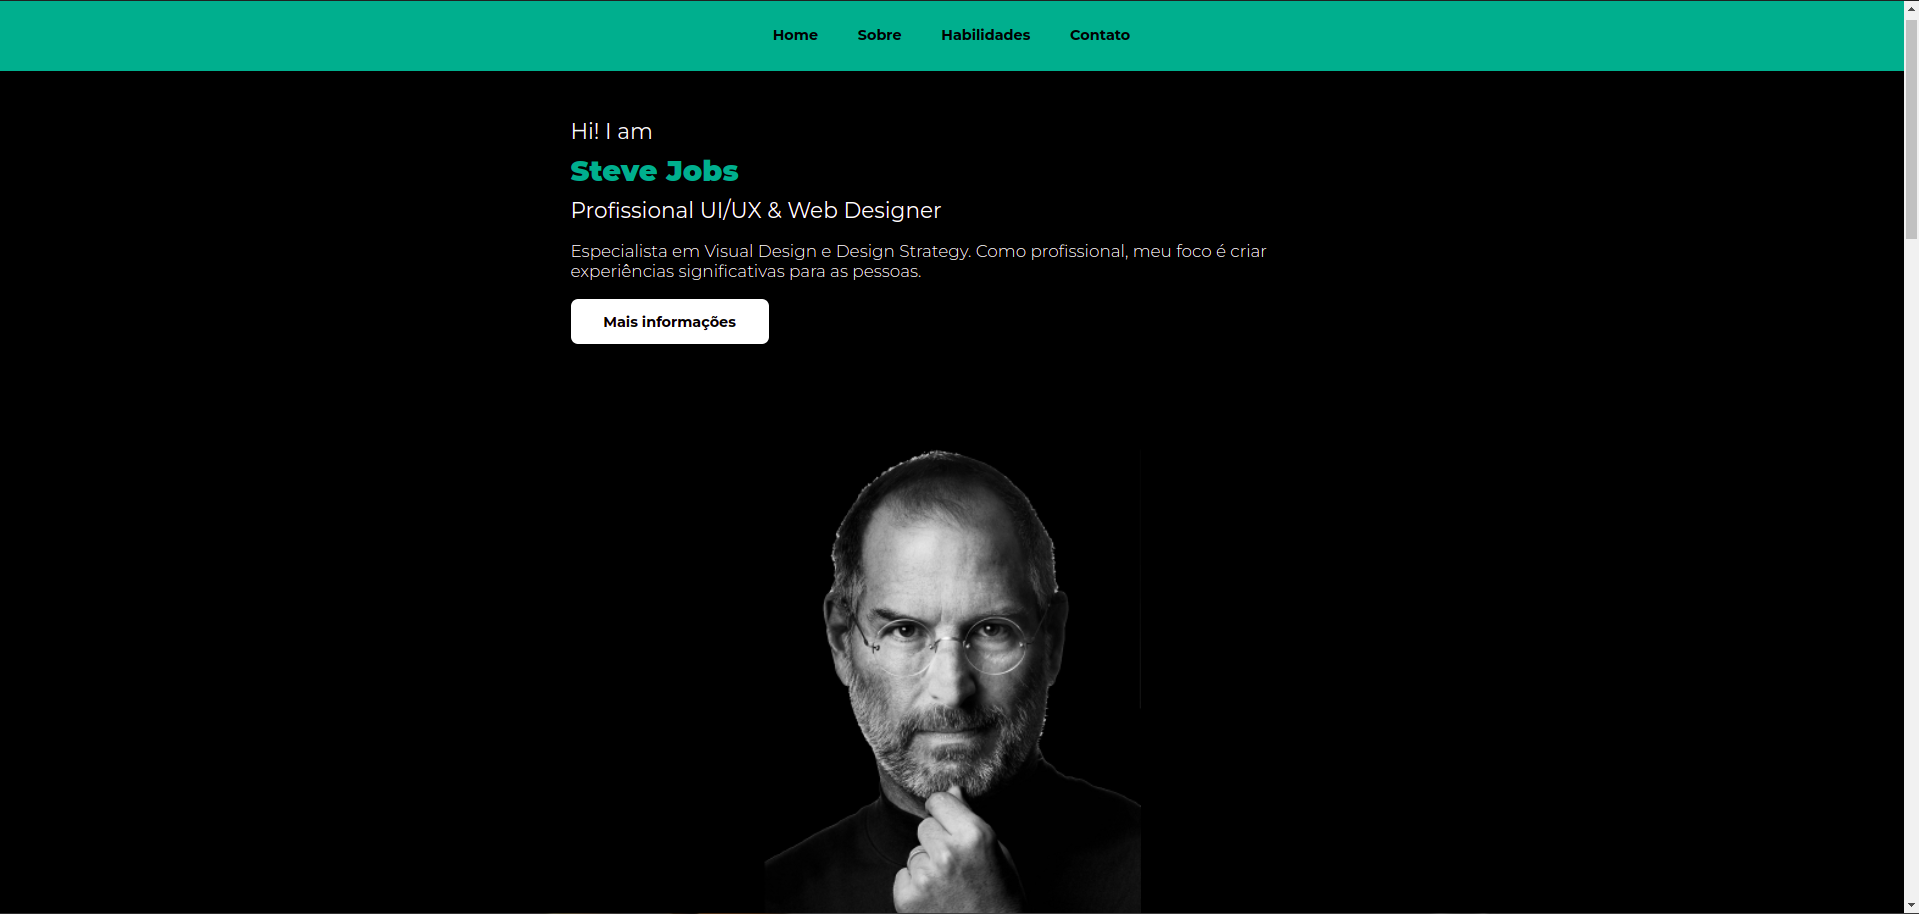 Home Sobre Habilidades Contato
Hi! I am
Steve Jobs
Profissional UI/UX & Web Designer
Especialista em Visual Design e Design Strategy. Como profissional, meu foco é criar
experiências significativas para as pessoas.
Mais informações